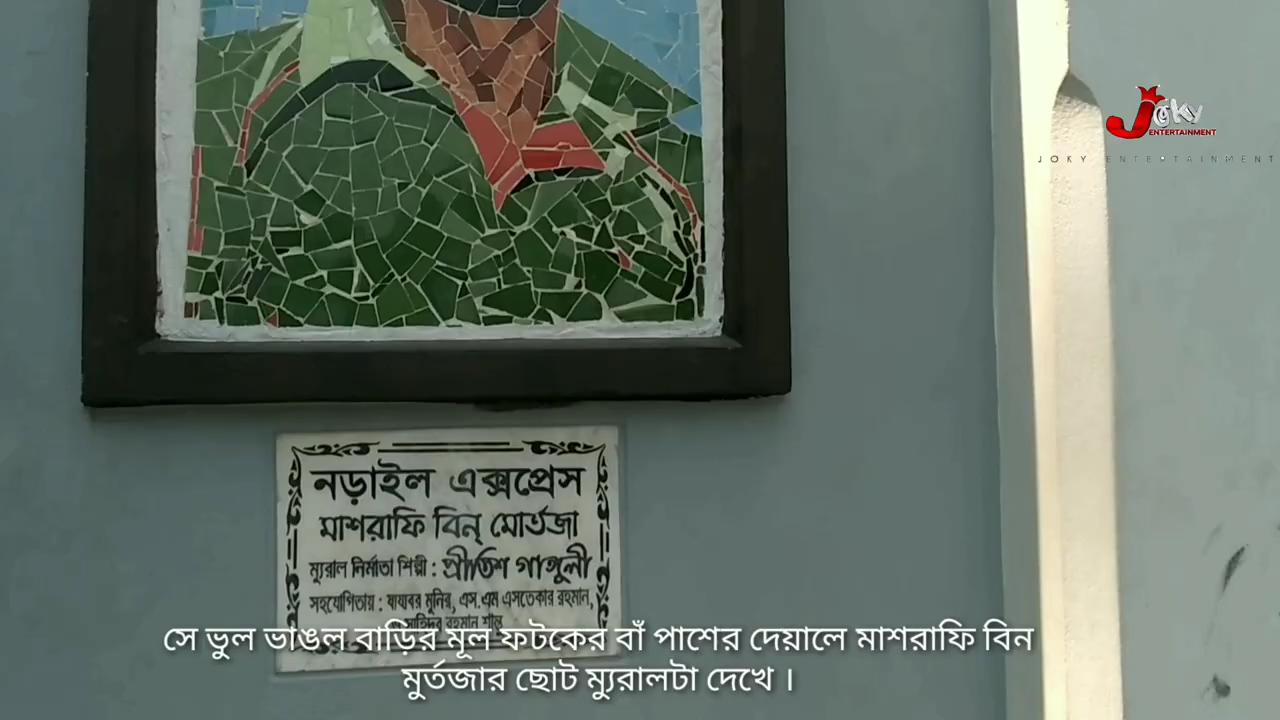 Joky
ENTERTAINMENT
JOKY ENTERTAINMENT
নড়াইল এক্সপ্রেস
মাশরাফি বিন্ মোর্তজা
ম্যুরাল নির্মাতা শিল্পী : প্রীতিশ গাঙ্গুলী
সহযোগিতায় : যাযাবর মুনির, এস.এম এসতেকার রহমান,
রহমান শান্ত
সে ভুল ভাঙল বাড়ির মূল ফটকের বাঁ পাশের দেয়ালে মাশরাফি বিন
মুর্তজার ছোট ম্যুরালটা দেখে ।